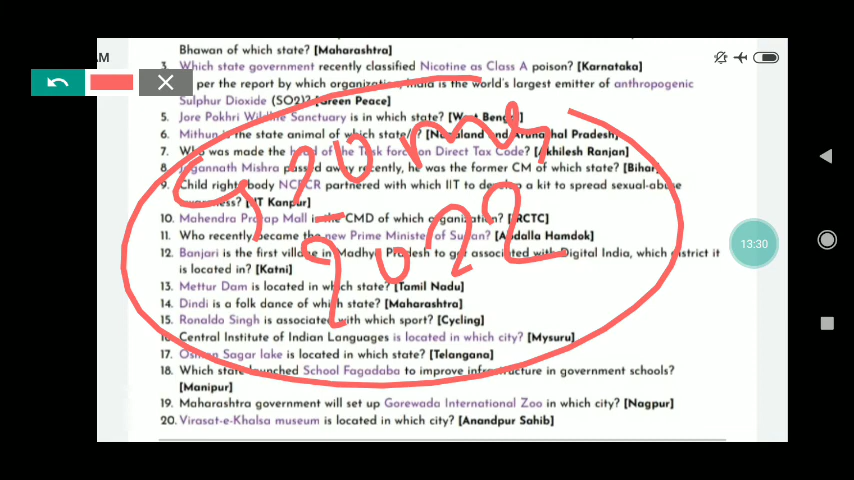 Bhawan of which state? [Maharashtra]
AM
3. Which state government recently classified Nicotine as Class A poison? [Karnataka]
per the report by which organization, India is the world's largest emitter of anthropogenic
Sulphur Dioxide (SO2)? [Green Peace]
5. Jore Pokhri Wildlife Sanctuary is in which state? [West Bengal]
6. Mithun is the state animal of which state/s? [Nagaland and Arunachal Pradesh]
7. Who was made the head of the Task force on Direct Tax Code? [Akhilesh Ranjan]
8. Jagannath Mishra passed away recently, he was the former CM of which state? [Bihar]
9. Child rights body NCPCR partnered with which IIT to develop a kit to spread sexual-abuse
awareness? [IIT Kanpur]
10. Mahendra Pratap Mall is the CMD of which organization? [IRCTC]
11. Who recently became the new Prime Minister of Sudan? [Abdalla Hamdok]
12. Banjari is the first village in Madhya Pradesh to get associated with Digital India, which district it
is located in? [Katni]
13. Mettur Dam is located in which state? [Tamil Nadu]
14. Dindi is a folk dance of which state? [Maharashtra]
15. Ronaldo Singh is associated with which sport? [Cycling]
16. Central Institute of Indian Languages is located in which city? [Mysuru]
17. Osman Sagar lake is located in which state? [Telangana]
18. Which state launched School Fagadaba to improve infrastructure in government schools?
[Manipur]
19. Maharashtra government will set up Gorewada International Zoo in which city? [Nagpur]
20. Virasat-e-Khalsa museum is located in which city? [Anandpur Sahib]
2022
13:30